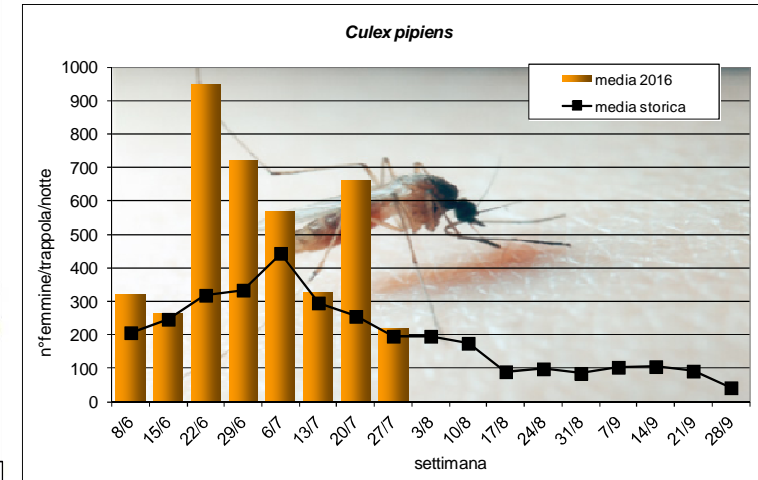 Culex pipiens
media 2016
media storica
n°femmine/trappola/notte
1000
900
800
700
600
500
400
300
200
100
0
8/6 15/6 22/6 29/6 6/7 13/7 20/7 27/7 3/8 10/8 17/8 24/8 31/8 7/9 14/9 21/9 28/9
settimana